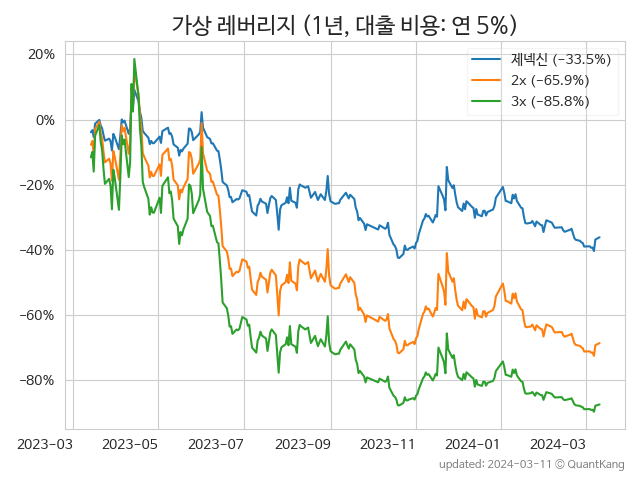 가상 레버리지 (1년, 대출 비용: 연 5%)
제넥신 (−33.5%)
2x (−65.9%)
3x (−85.8%)
20%
0%
−20%
−40%
−60%
−80%
2023−03 2023−05 2023−07 2023−09 2023−11 2024−01 2024−03
updated: 2024-03-11 © QuantKang